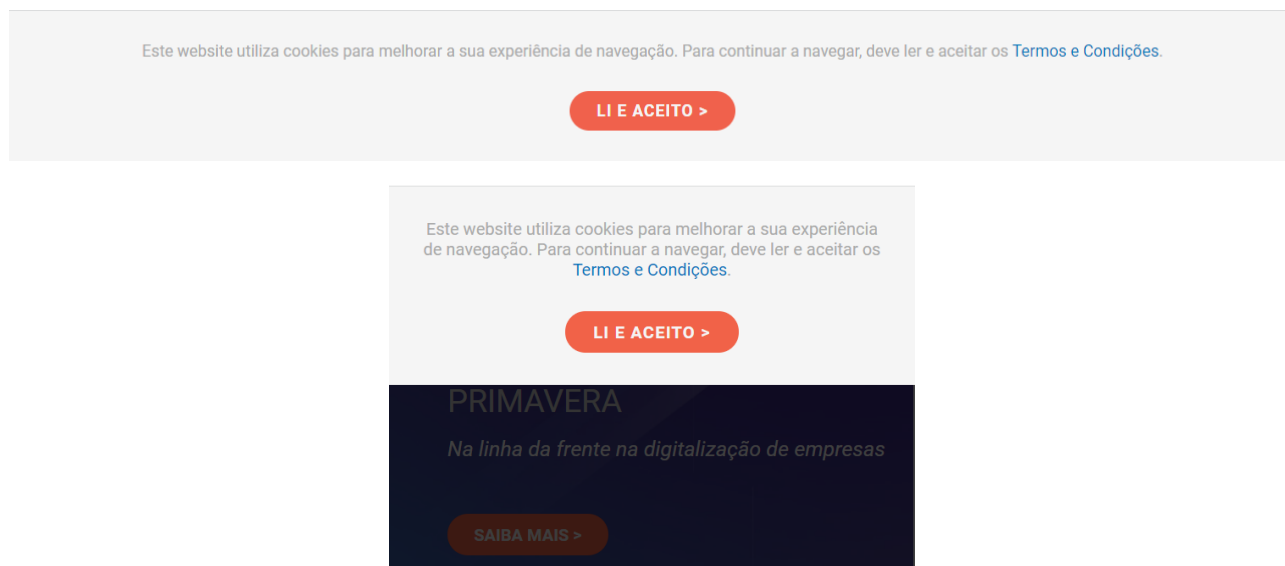 Este website utiliza cookies para melhorar a sua experiência de navegação. Para continuar a navegar, deve ler e aceitar os Termos e Condições.
LI E ACEITO >
Este website utiliza cookies para melhorar a sua experiência
de navegação. Para continuar a navegar, deve ler e aceitar os
Termos e Condições.
LI E ACEITO >
PRIMAVERA
Na linha da frente na digitalização de empresas
SAIBA MAIS >